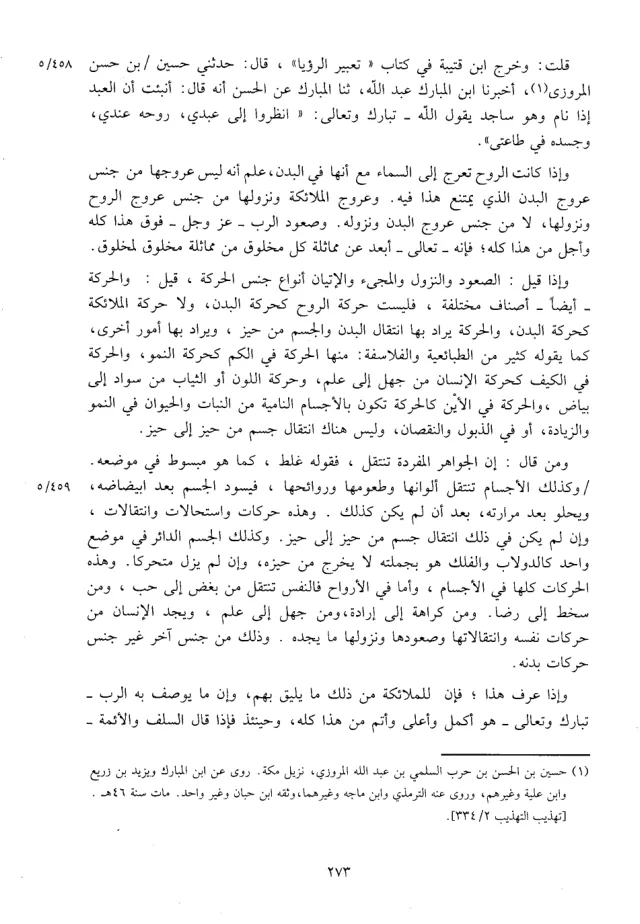 قلت: وخرج ابن قتيبة في كتاب « تعبير الرؤيا» ، قال: حدثني حسين /بن حسن
٥/٤٥٨
المروزي(١)، أخبرنا ابن المبارك عبد الله، ثنا المبارك عن الحسن أنه قال: أنبئت أن العبد
إذا نام وهو ساجد يقول الله ـ تبارك وتعالى: « انظروا إلى عبدي، روحه عندي،
وجسده في طاعتى».
وإذا كانت الروح تعرج إلى السماء مع أنها في البدن،علم أنه ليس عروجها من جنس
عروج البدن الذي يمتنع هذا فيه. وعروج الملائكة ونزولها من جنس عروج الروح
ونزولها، لا من جنس عروج البدن ونزوله. وصعود الرب ـ عز وجل ـ فوق هذا كله
وأجل من هذا كله؛ فإنه ـ تعالى ـ أبعد عن مماثلة كل مخلوق من مماثلة مخلوق لمخلوق.
وإذا قيل : الصعود والنزول والمجىء والإتيان أنواع جنس الحركة ، قيل : والحركة
ـ أيضاً ـ أصناف مختلفة ، فليست حركة الروح كحركة البدن، ولا حركة الملائكة
كحركة البدن، والحركة يراد بها انتقال البدن والجسم من حيز ، ويراد بها أمور أخرى،
كما يقوله كثير من الطبائعية والفلاسفة: منها الحركة في الكم كحركة النمو، والحركة
في الكيف كحركة الإنسان من جهل إلى علم، وحركة اللون أو الثياب من سواد إلى
بياض ،والحركة في الأيْن كالحركة تكون بالأجسام النامية من النبات والحيوان في النمو
والزيادة، أو في الذبول والنقصان، وليس هناك انتقال جسم من حيز إلى حيز.
ومن قال : إن الجواهر المفردة تنتقل ، فقوله غلط ، كما هو مبسوط في موضعه.
/وكذلك الأجسام تنتقل ألوانها وطعومها وروائحها ، فيسود الجسم بعد ابيضاضه،
٥/٤٥٩
ويحلو بعد مرارته، بعد أن لم يكن كذلك . وهذه حركات واستحالات وانتقالات ،
وإن لم يكن في ذلك انتقال جسم من حيز إلى حيز. وكذلك الجسم الدائر في موضع
واحد كالدولاب والفلك هو بجملته لا يخرج من حيزه، وإن لم يزل متحركا. وهذه
الحركات كلها في الأجسام ، وأما في الأرواح فالنفس تنتقل من بغض إلى حب ، ومن
سخط إلى رضا. ومن كراهة إلى إرادة،ومن جهل إلى علم ، ويجد الإنسان من
حركات نفسه وانتقالاتها وصعودها ونزولها ما يجده . وذلك من جنس آخر غير جنس
حركات بدنه.
وإذا عرف هذا ؛ فإن للملائكة من ذلك ما يليق بهم، وإن ما يوصف به الرب ـ
تبارك وتعالى ـ هو أكمل وأعلى وأتم من هذا كله، وحينئذ فإذا قال السلف والأئمة ـ
(١) حسين بن الحسن بن حرب السلمي بن عبد الله المروزي، نزيل مكة. روى عن ابن المبارك ويزيد بن زريع
وابن علية وغيرهم، وروى عنه الترمذي وابن ماجه وغيرهما،وثقه ابن حبان وغير واحد. مات سنة ٤٦هـ .
[تهذيب التهذيب ٣٣٤/٢].
٢٧٣